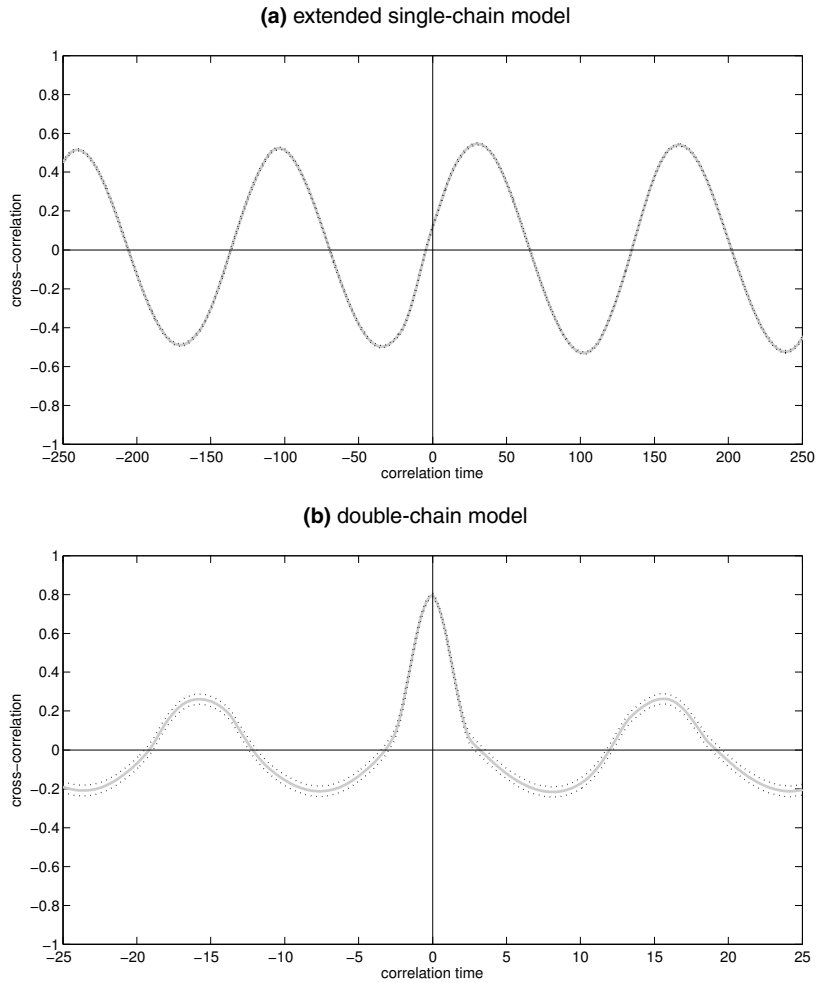 (a) extended single-chain model
1
0.8
0.6
0.4
0.2
0
−0.2
−0.4
−0.6
−0.8
−1
cross−correlation
−250 −200 −150 −100 −50 0 50 100 150 200 250
correlation time
(b) double-chain model
1
0.8
0.6
0.4
0.2
0
−0.2
−0.4
−0.6
−0.8
−1
cross−correlation
−25 −20 −15 −10 −5 0 5 10 15 20 25
correlation time